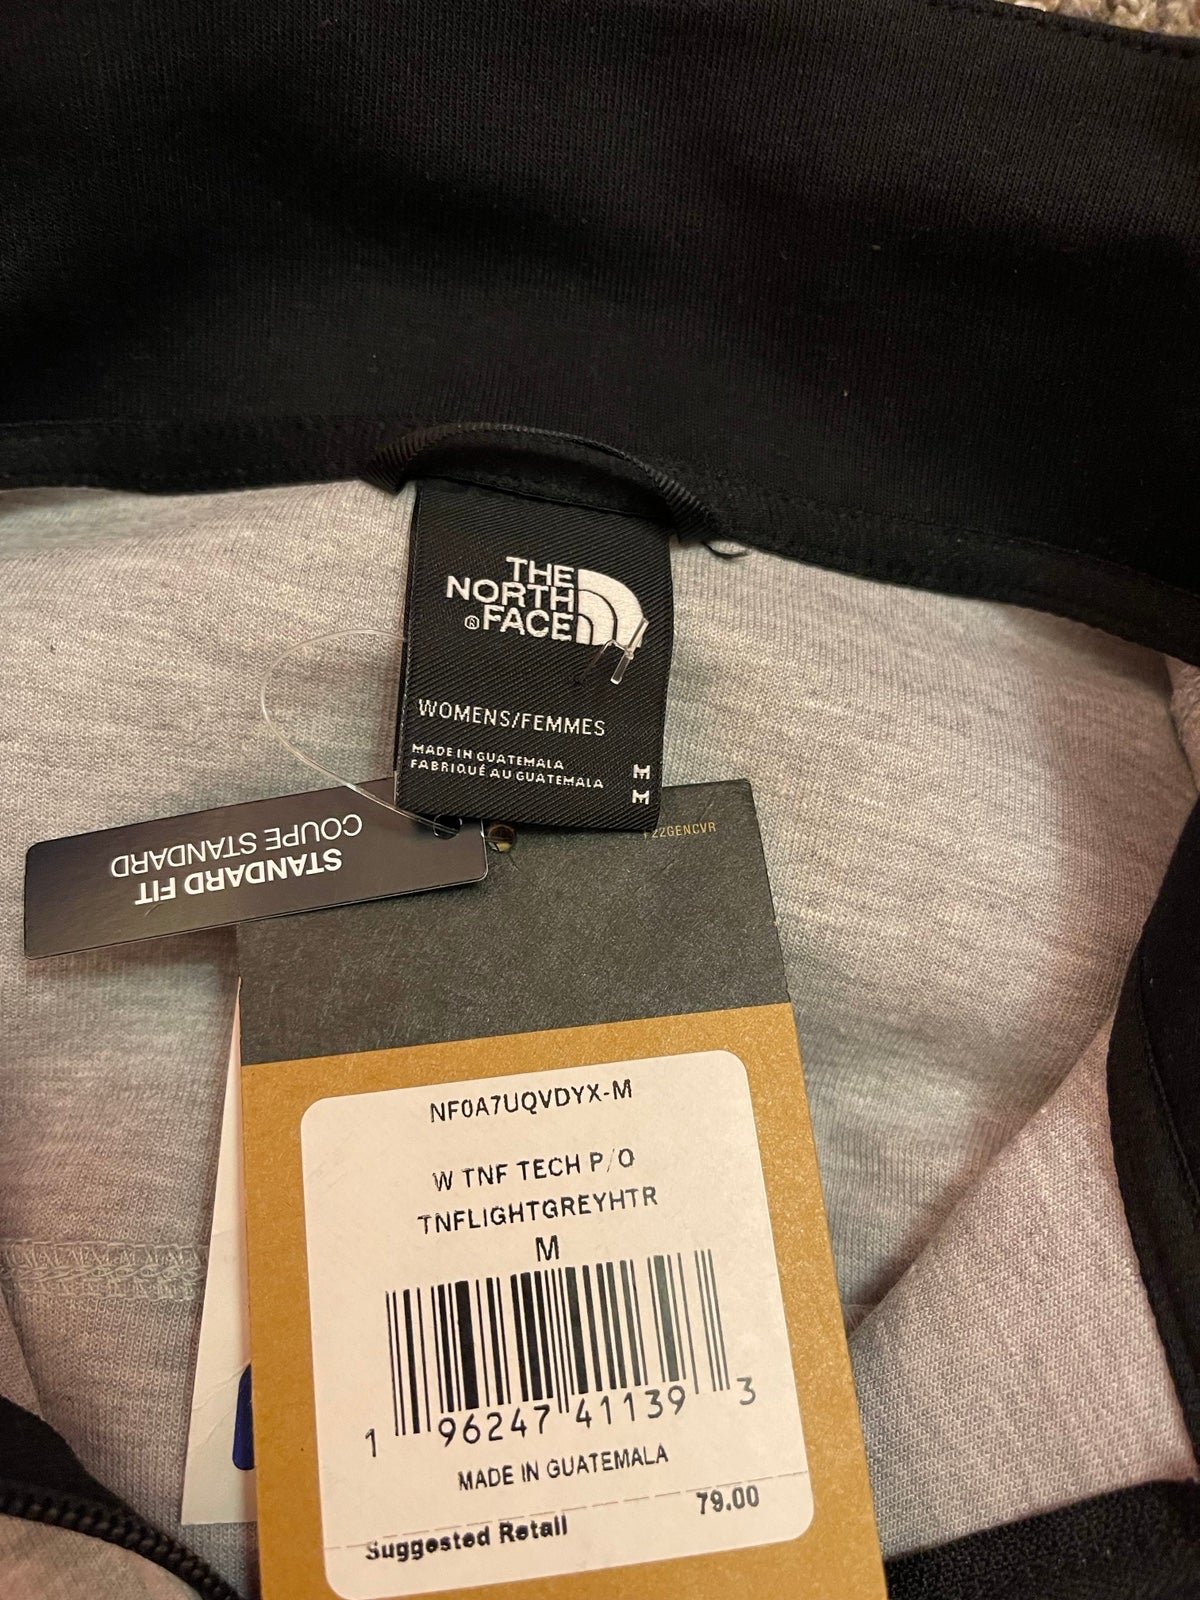 THE
NORTH
®FACE
WOMENS/FEMMES
MADE IN GUATEMALA
FABRIQUÉ AU GUATEMALA
M
M
STANDARD FIT
COUPE STANDARD
F22GENCVR
NF0A7UQVDYX-M
W TNF TECH P/O
TNFLIGHTGREYHTR
M
1 96247 41139 3
MADE IN GUATEMALA
Suggested Retail 79.00